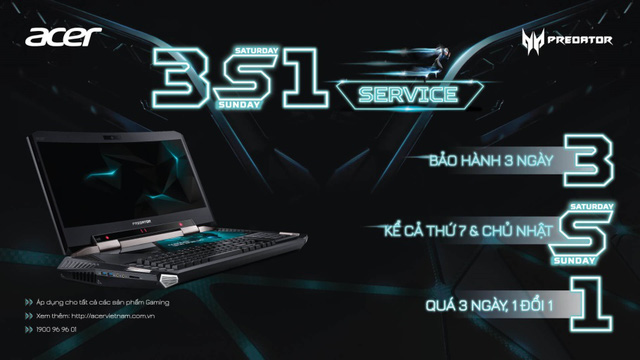 acer
PREDATOR
3S1
SATURDAY
SUNDAY
SERVICE
BẢO HÀNH 3 NGÀY
3
KỂ CẢ THỨ 7 & CHỦ NHẬT
SATURDAY
S
SUNDAY
QUÁ 3 NGÀY, 1 ĐỔI 1
1
PREDATOR
Áp dụng cho tất cả các sản phẩm Gaming
Xem thêm: http://acervietnam.com.vn
1900 96 96 01